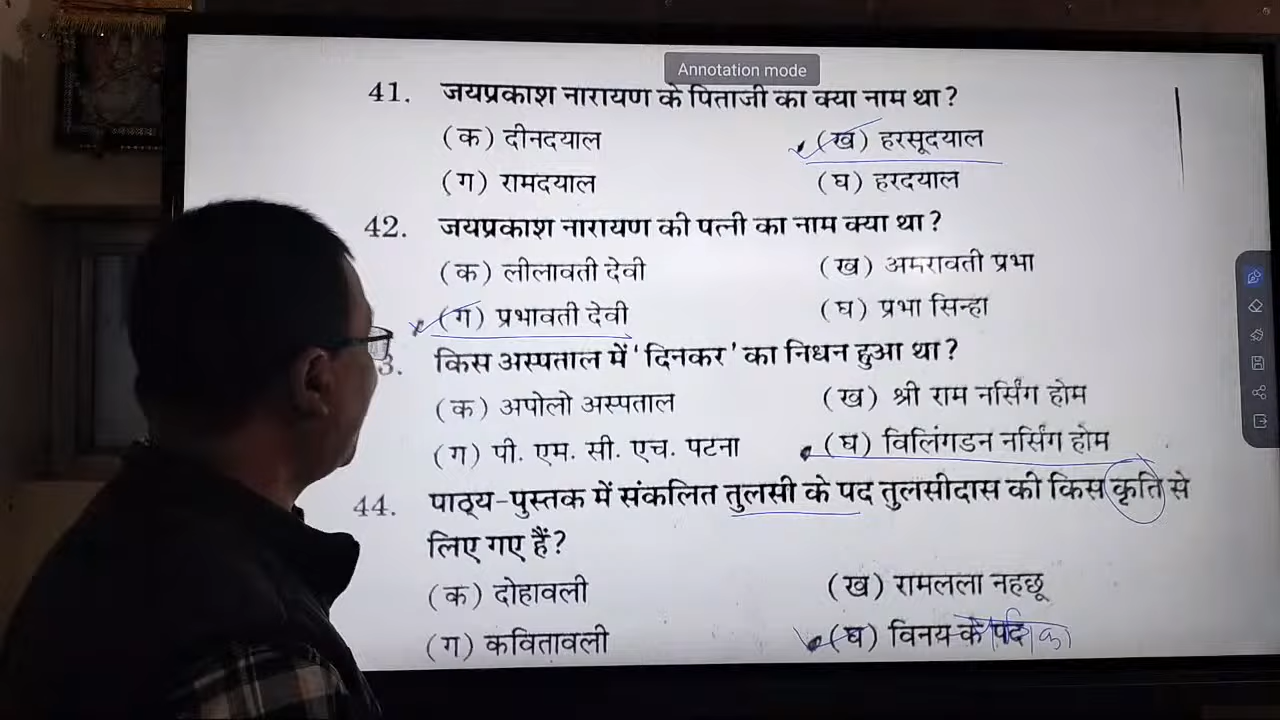 Annotation mode
41. जयप्रकाश नारायण के पिताजी का क्या नाम था?
(क) दीनदयाल (ख) हरसूदयाल
(ग) रामदयाल (घ) हरदयाल
42. जयप्रकाश नारायण की पत्नी का नाम क्या था?
(क) लीलावती देवी (ख) अमरावती प्रभा
(ग) प्रभावती देवी (घ) प्रभा सिन्हा
3. किस अस्पताल में 'दिनकर' का निधन हुआ था?
(क) अपोलो अस्पताल (ख) श्री राम नर्सिंग होम
(ग) पी. एम. सी. एच. पटना (घ) विलिंगडन नर्सिंग होम
44. पाठ्य-पुस्तक में संकलित तुलसी के पद तुलसीदास की किस कृति से
लिए गए हैं?
(क) दोहावली (ख) रामलला नहछू
(ग) कवितावली (घ) विनय के पद